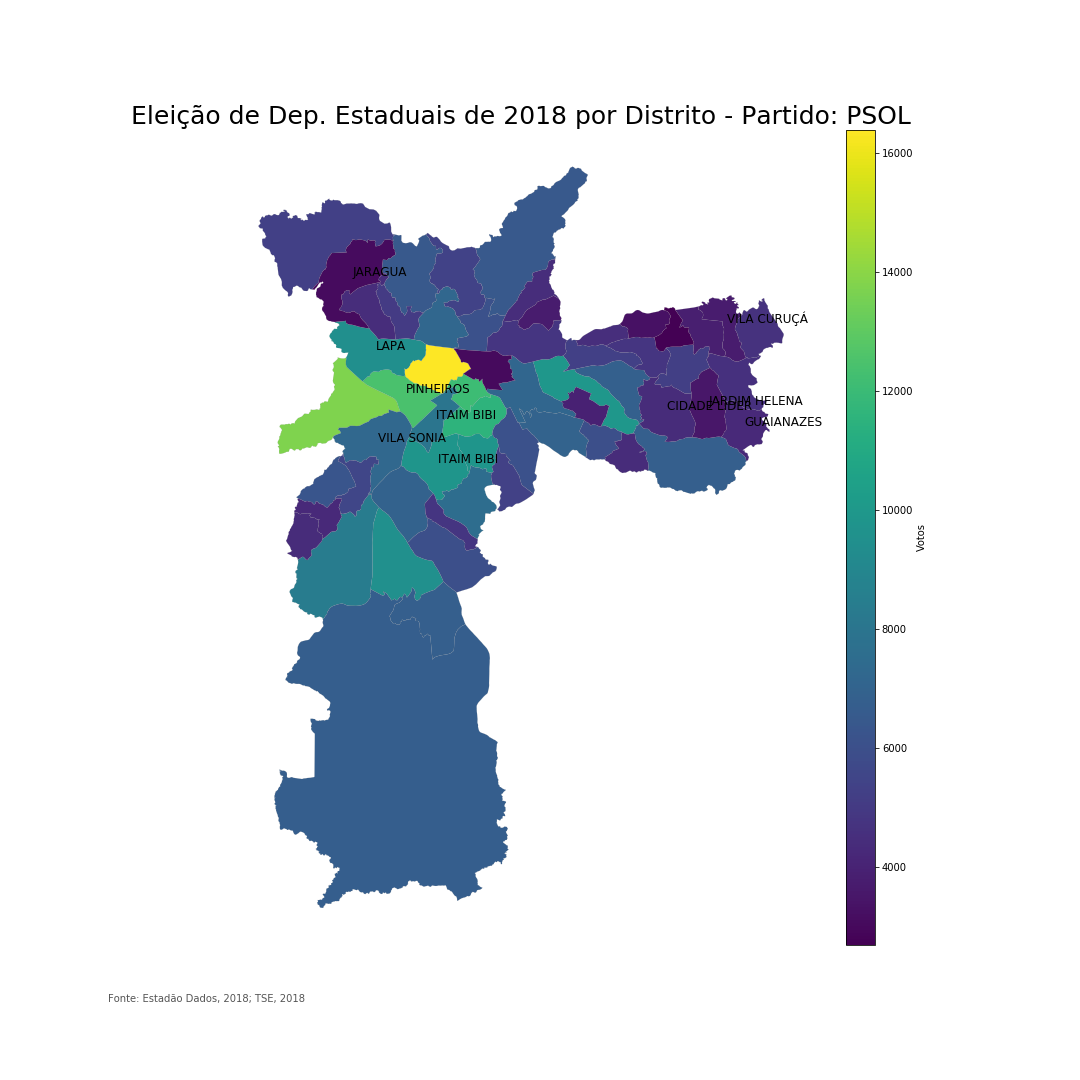 Eleição de Dep. Estaduais de 2018 por Distrito - Partido: PSOL
16000
14000
12000
10000
8000
6000
4000
Votos
JARAGUA
VILA CURUÇÁ
LAPA
PINHEIROS
JARDIM HELENA
CIDADE LIDER
ITAIM BIBI
GUAIANAZES
VILA SONIA
ITAIM BIBI
Fonte: Estadão Dados, 2018; TSE, 2018